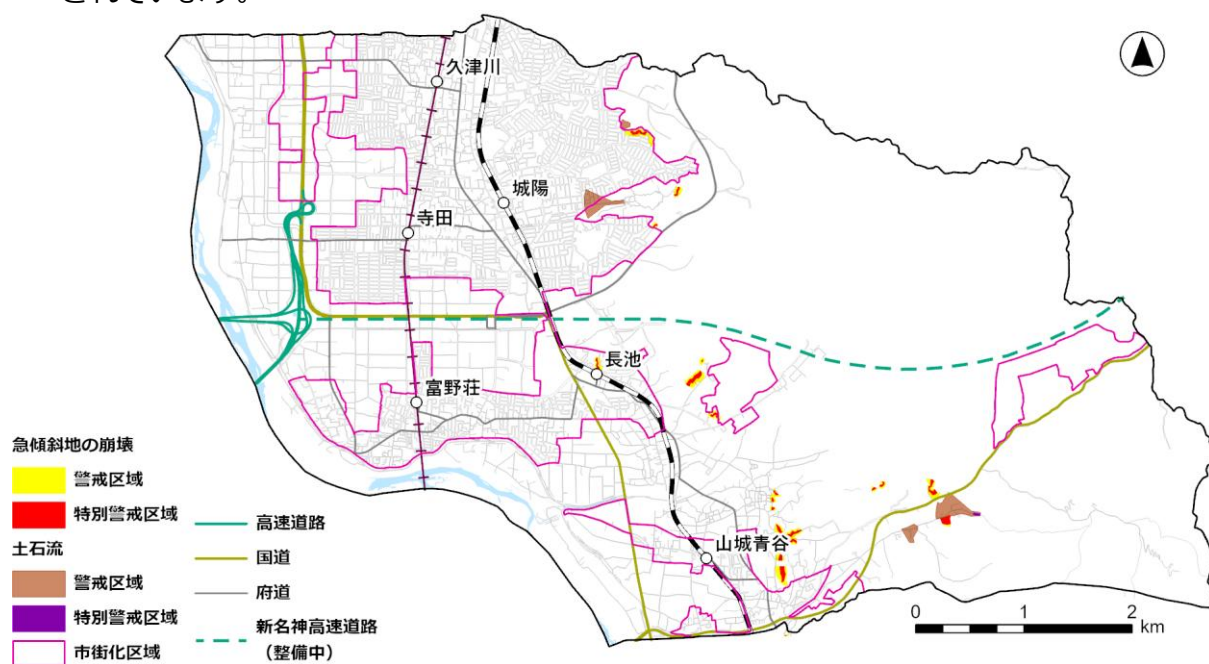 されています。
久津川
城陽
寺田
長池
富野荘
山城青谷
急傾斜地の崩壊
警戒区域
特別警戒区域
土石流
警戒区域
特別警戒区域
市街化区域
高速道路
国道
府道
新名神高速道路
(整備中)
0 1 2
km